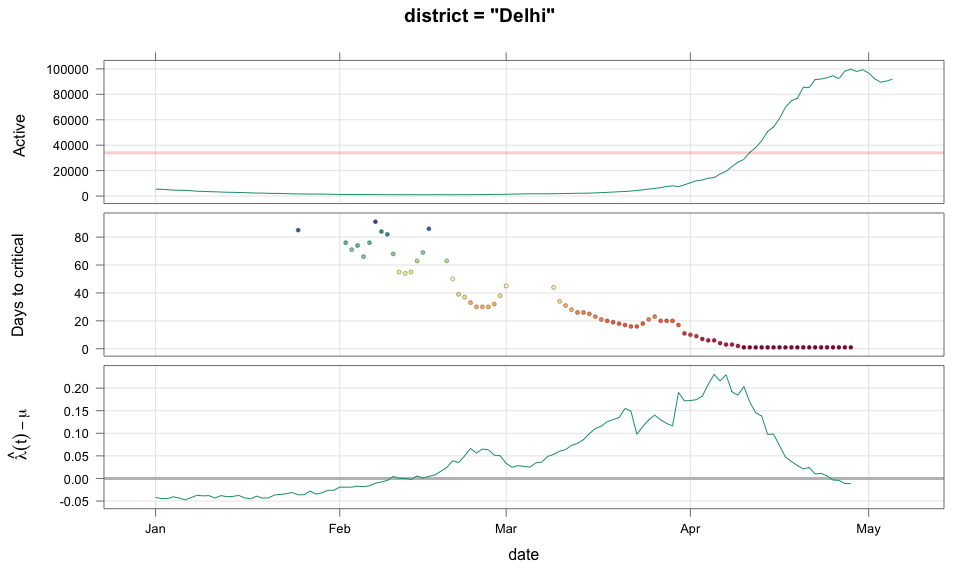 district = "Delhi"
Active
100000
80000
60000
40000
20000
0
Days to critical
80
60
40
20
0
λ̂(t) − μ
0.20
0.15
0.10
0.05
0.00
-0.05
Jan Feb Mar Apr May
date